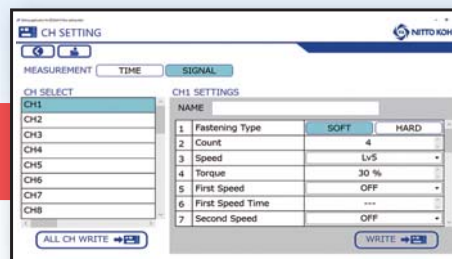 CH SETTING
NITTO KOH
MEASUREMENT TIME SIGNAL
CH SELECT
CH1
CH2
CH3
CH4
CH5
CH6
CH7
CH8
ALL CH WRITE
CH1 SETTINGS
NAME
1 Fastening Type SOFT HARD
2 Count 4
3 Speed Lv5
4 Torque 30 %
5 First Speed OFF
6 First Speed Time ---
7 Second Speed OFF
WRITE